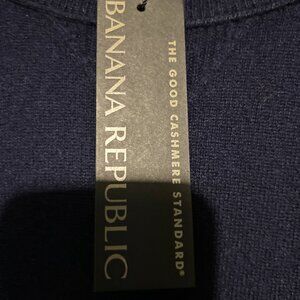 THE GOOD CASHMERE STANDARD®
BANANA REPUBLIC